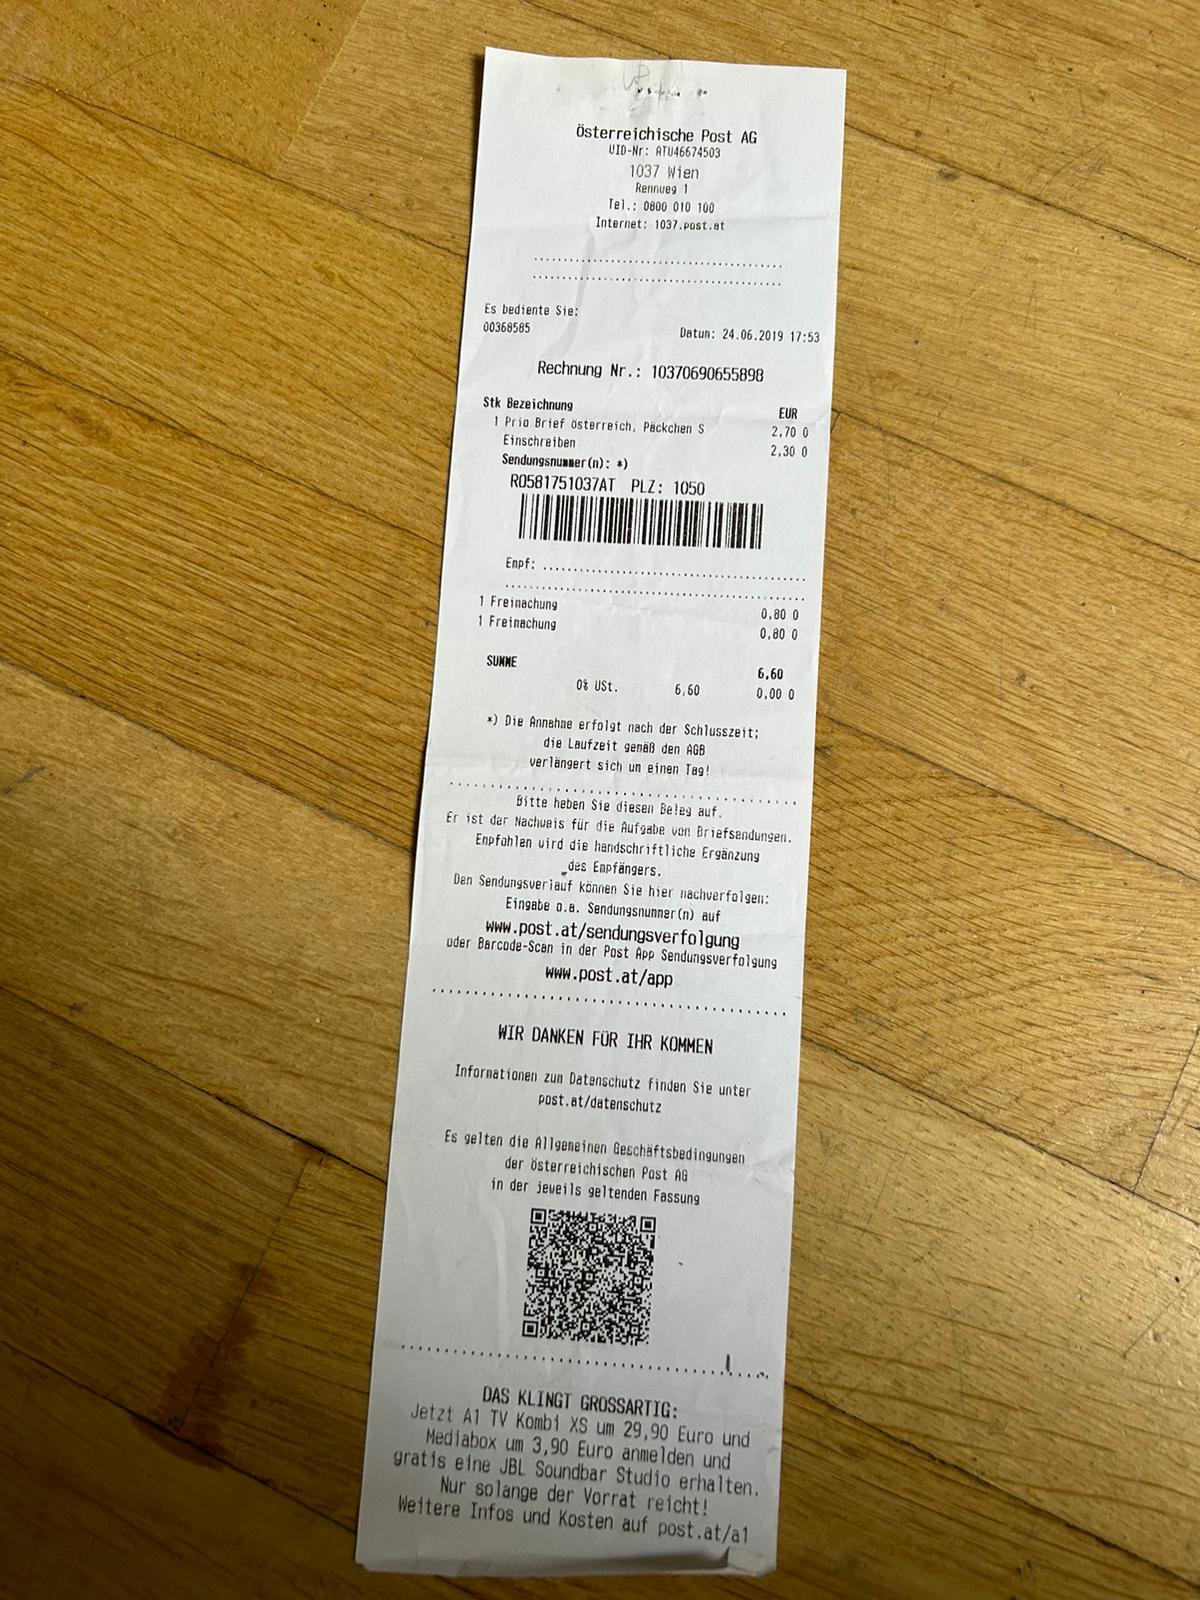 Österreichische Post AG
UID-Nr: ATU46674503
1037 Wien
Rennweg 1
Tel.: 0800 010 100
Internet: 1037.post.at
Es bediente Sie:
00368585
Datum: 24.06.2019 17:53
Rechnung Nr.: 10370690655898
Stk Bezeichnung EUR
1 Prio Brief Österreich, Päckchen S 2,70 0
Einschreiben 2,30 0
Sendungsnummer(n): *)
RO581751037AT PLZ: 1050
Empf: ................................
1 Freimachung 0,80 0
1 Freimachung 0,80 0
SUMME 6,60
0% USt. 6,60 0,00 0
*) Die Annahme erfolgt nach der Schlusszeit;
die Laufzeit gemäß den AGB
verlängert sich um einen Tag!
Bitte heben Sie diesen Beleg auf.
Er ist der Nachweis für die Aufgabe von Briefsendungen.
Empfohlen wird die handschriftliche Ergänzung
des Empfängers.
Den Sendungsverlauf können Sie hier nachverfolgen:
Eingabe o.a. Sendungsnummer(n) auf
www.post.at/sendungsverfolgung
oder Barcode-Scan in der Post App Sendungsverfolgung
www.post.at/app
WIR DANKEN FÜR IHR KOMMEN
Informationen zum Datenschutz finden Sie unter
post.at/datenschutz
Es gelten die Allgemeinen Geschäftsbedingungen
der Österreichischen Post AG
in der jeweils geltenden Fassung
DAS KLINGT GROSSARTIG:
Jetzt A1 TV Kombi XS um 29,90 Euro und
Mediabox um 3,90 Euro anmelden und
gratis eine JBL Soundbar Studio erhalten.
Nur solange der Vorrat reicht!
Weitere Infos und Kosten auf post.at/a1